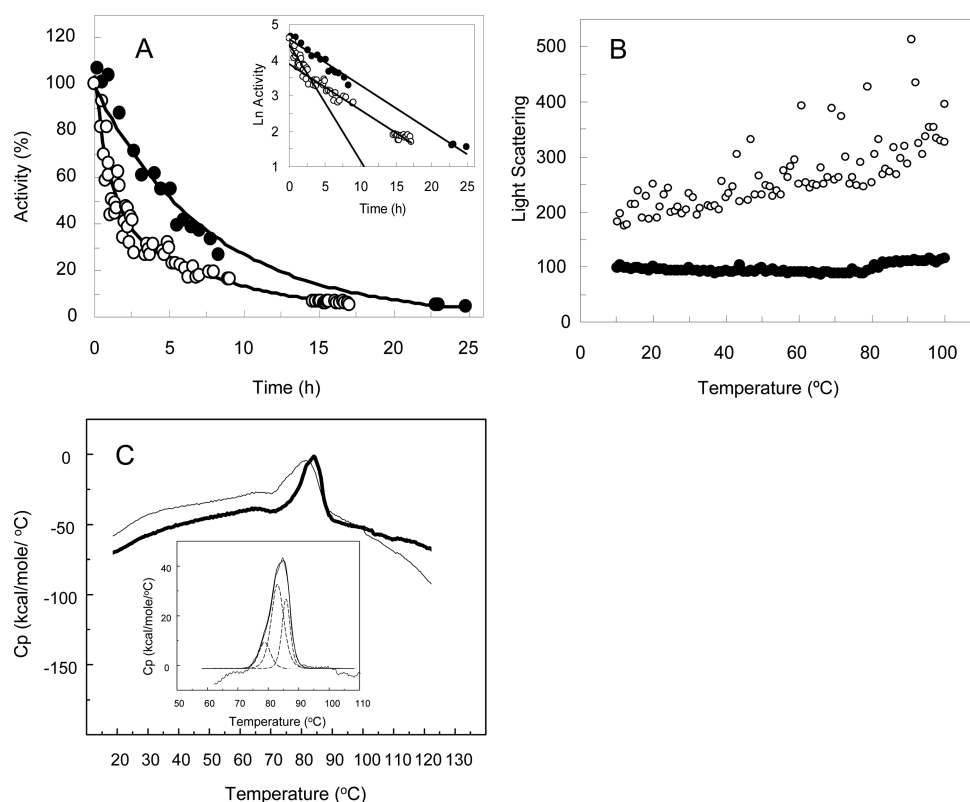 A
Activity (%)
120
100
80
60
40
20
0
0 5 10 15 20 25
Time (h)
Ln Activity
5
4
3
2
1
0 5 10 15 20 25
Time (h)
B
Light Scattering
500
400
300
200
100
0
0 20 40 60 80 100
Temperature (ºC)
C
Cp (kcal/mole/ °C)
0
-50
-100
-150
20 30 40 50 60 70 80 90 100 110 120 130
Temperature (°C)
Cp (kcal/mole/°C)
40
20
0
50 60 70 80 90 100 110
Temperature (°C)